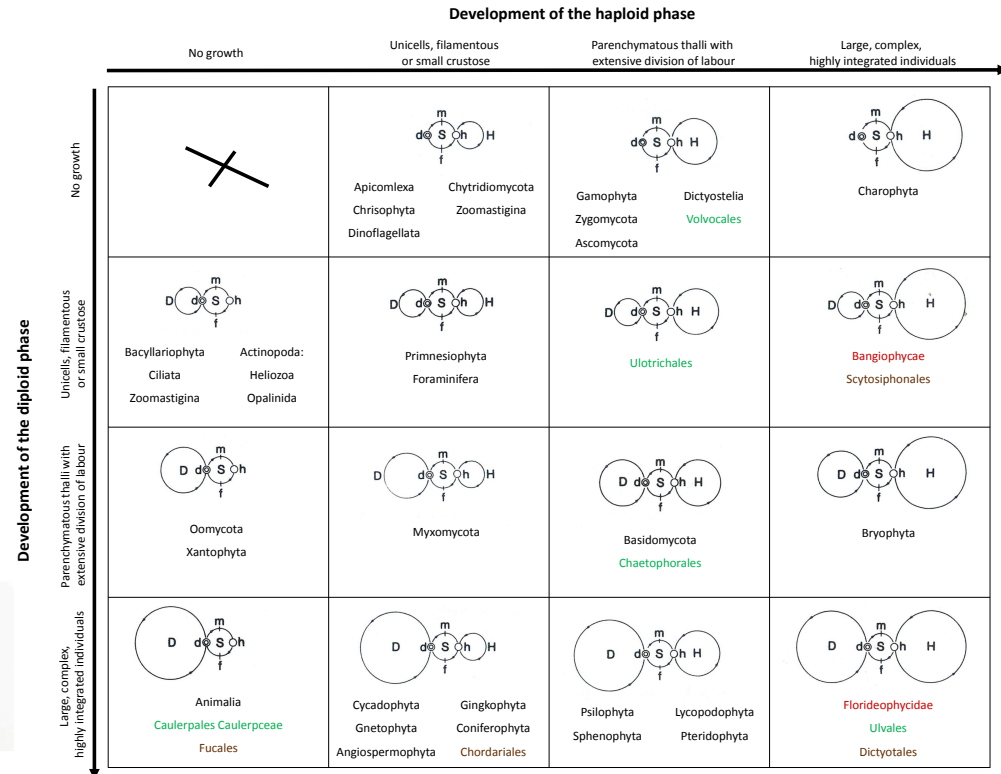 Development of the haploid phase
No growth
Unicells, filamentous
or small crustose
Parenchymatous thalli with
extensive division of labour
Large, complex,
highly integrated individuals
Development of the diploid phase
No growth
m
d S h H
f
Apicomlexa
Chytridiomycota
Chrisophyta
Zoomastigina
Dinoflagellata
m
d S h H
f
Gamophyta
Dictyostelia
Zygomycota
Volvocales
Ascomycota
m
d S h H
f
Charophyta
Unicells, filamentous
or small crustose
m
D d S h
f
Bacyllariophyta
Actinopoda:
Ciliata
Heliozoa
Zoomastigina
Opalinida
m
D d S h H
f
Primnesiophyta
Foraminifera
m
D d S h H
f
Ulotrichales
m
D d S h H
f
Bangiophycae
Scytosiphonales
Parenchymatous thalli with
extensive division of labour
m
D d S h
f
Oomycota
Xantophyta
m
D d S h H
f
Myxomycota
m
D d S h H
f
Basidomycota
Chaetophorales
m
D d S h H
f
Bryophyta
Large, complex,
highly integrated individuals
m
D d S h
f
Animalia
Caulerpales Caulerpceae
Fucales
m
D d S h H
f
Cycadophyta
Gingkophyta
Gnetophyta
Coniferophyta
Angiospermophyta
Chordariales
m
D d S h H
f
Psilophyta
Lycopodophyta
Sphenophyta
Pteridophyta
m
D d S h H
f
Florideophycidae
Ulvales
Dictyotales